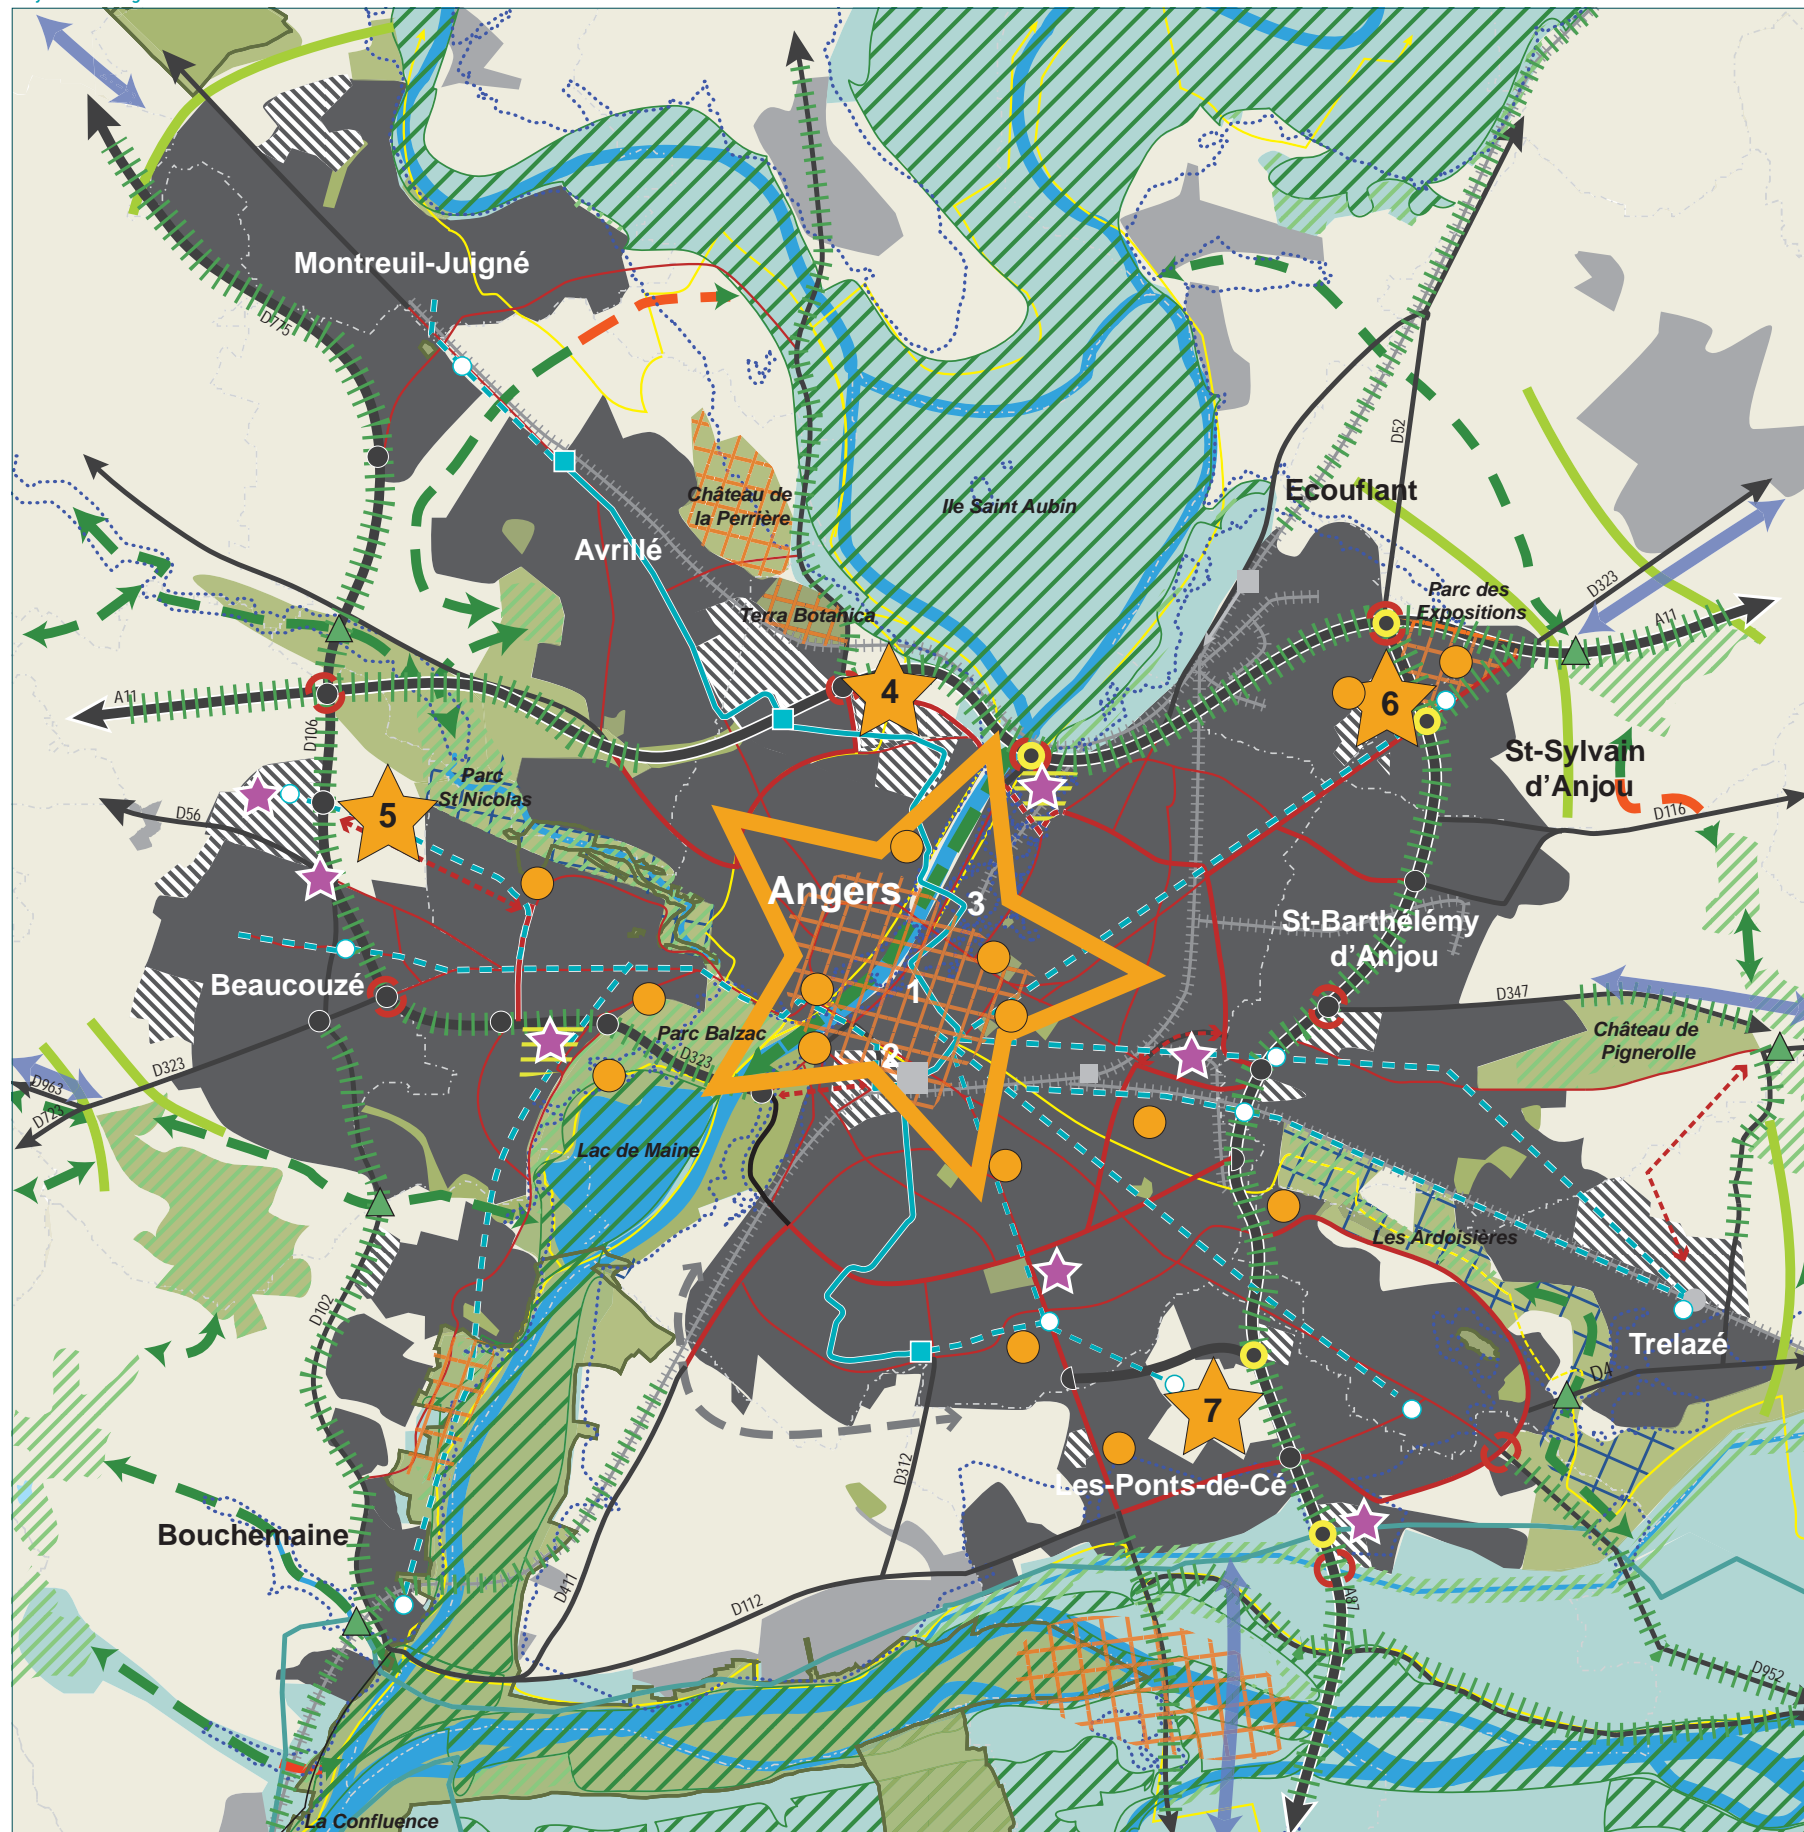 Montreuil-Juigné
D775
D52
Château de
la Perrière
Ile Saint Aubin
Ecouflant
Avrillé
Terra Botanica
Parc des
Expositions
D323
A11
A11
D106
4
6
St-Sylvain
d'Anjou
Parc
St Nicolas
5
D56
D116
Angers
3
St-Barthélémy
d'Anjou
Beaucouzé
1
D347
Château de
Pignerolle
Parc Balzac
D323
D323
2
D963
D723
Lac de Maine
Les Ardoisières
D102
Trelazé
D4
7
D312
Les-Ponts-de-Cé
Bouchemaine
D411
D112
A87
D952
La Confluence